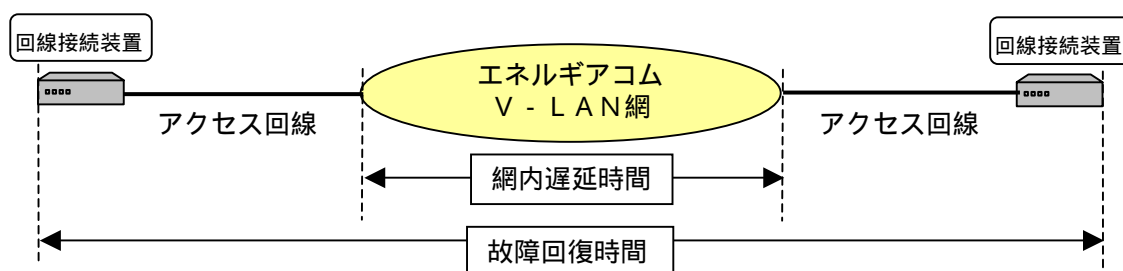 回線接続装置
回線接続装置
エネルギアコム
Ｖ‐ＬＡＮ網
アクセス回線
アクセス回線
網内遅延時間
故障回復時間